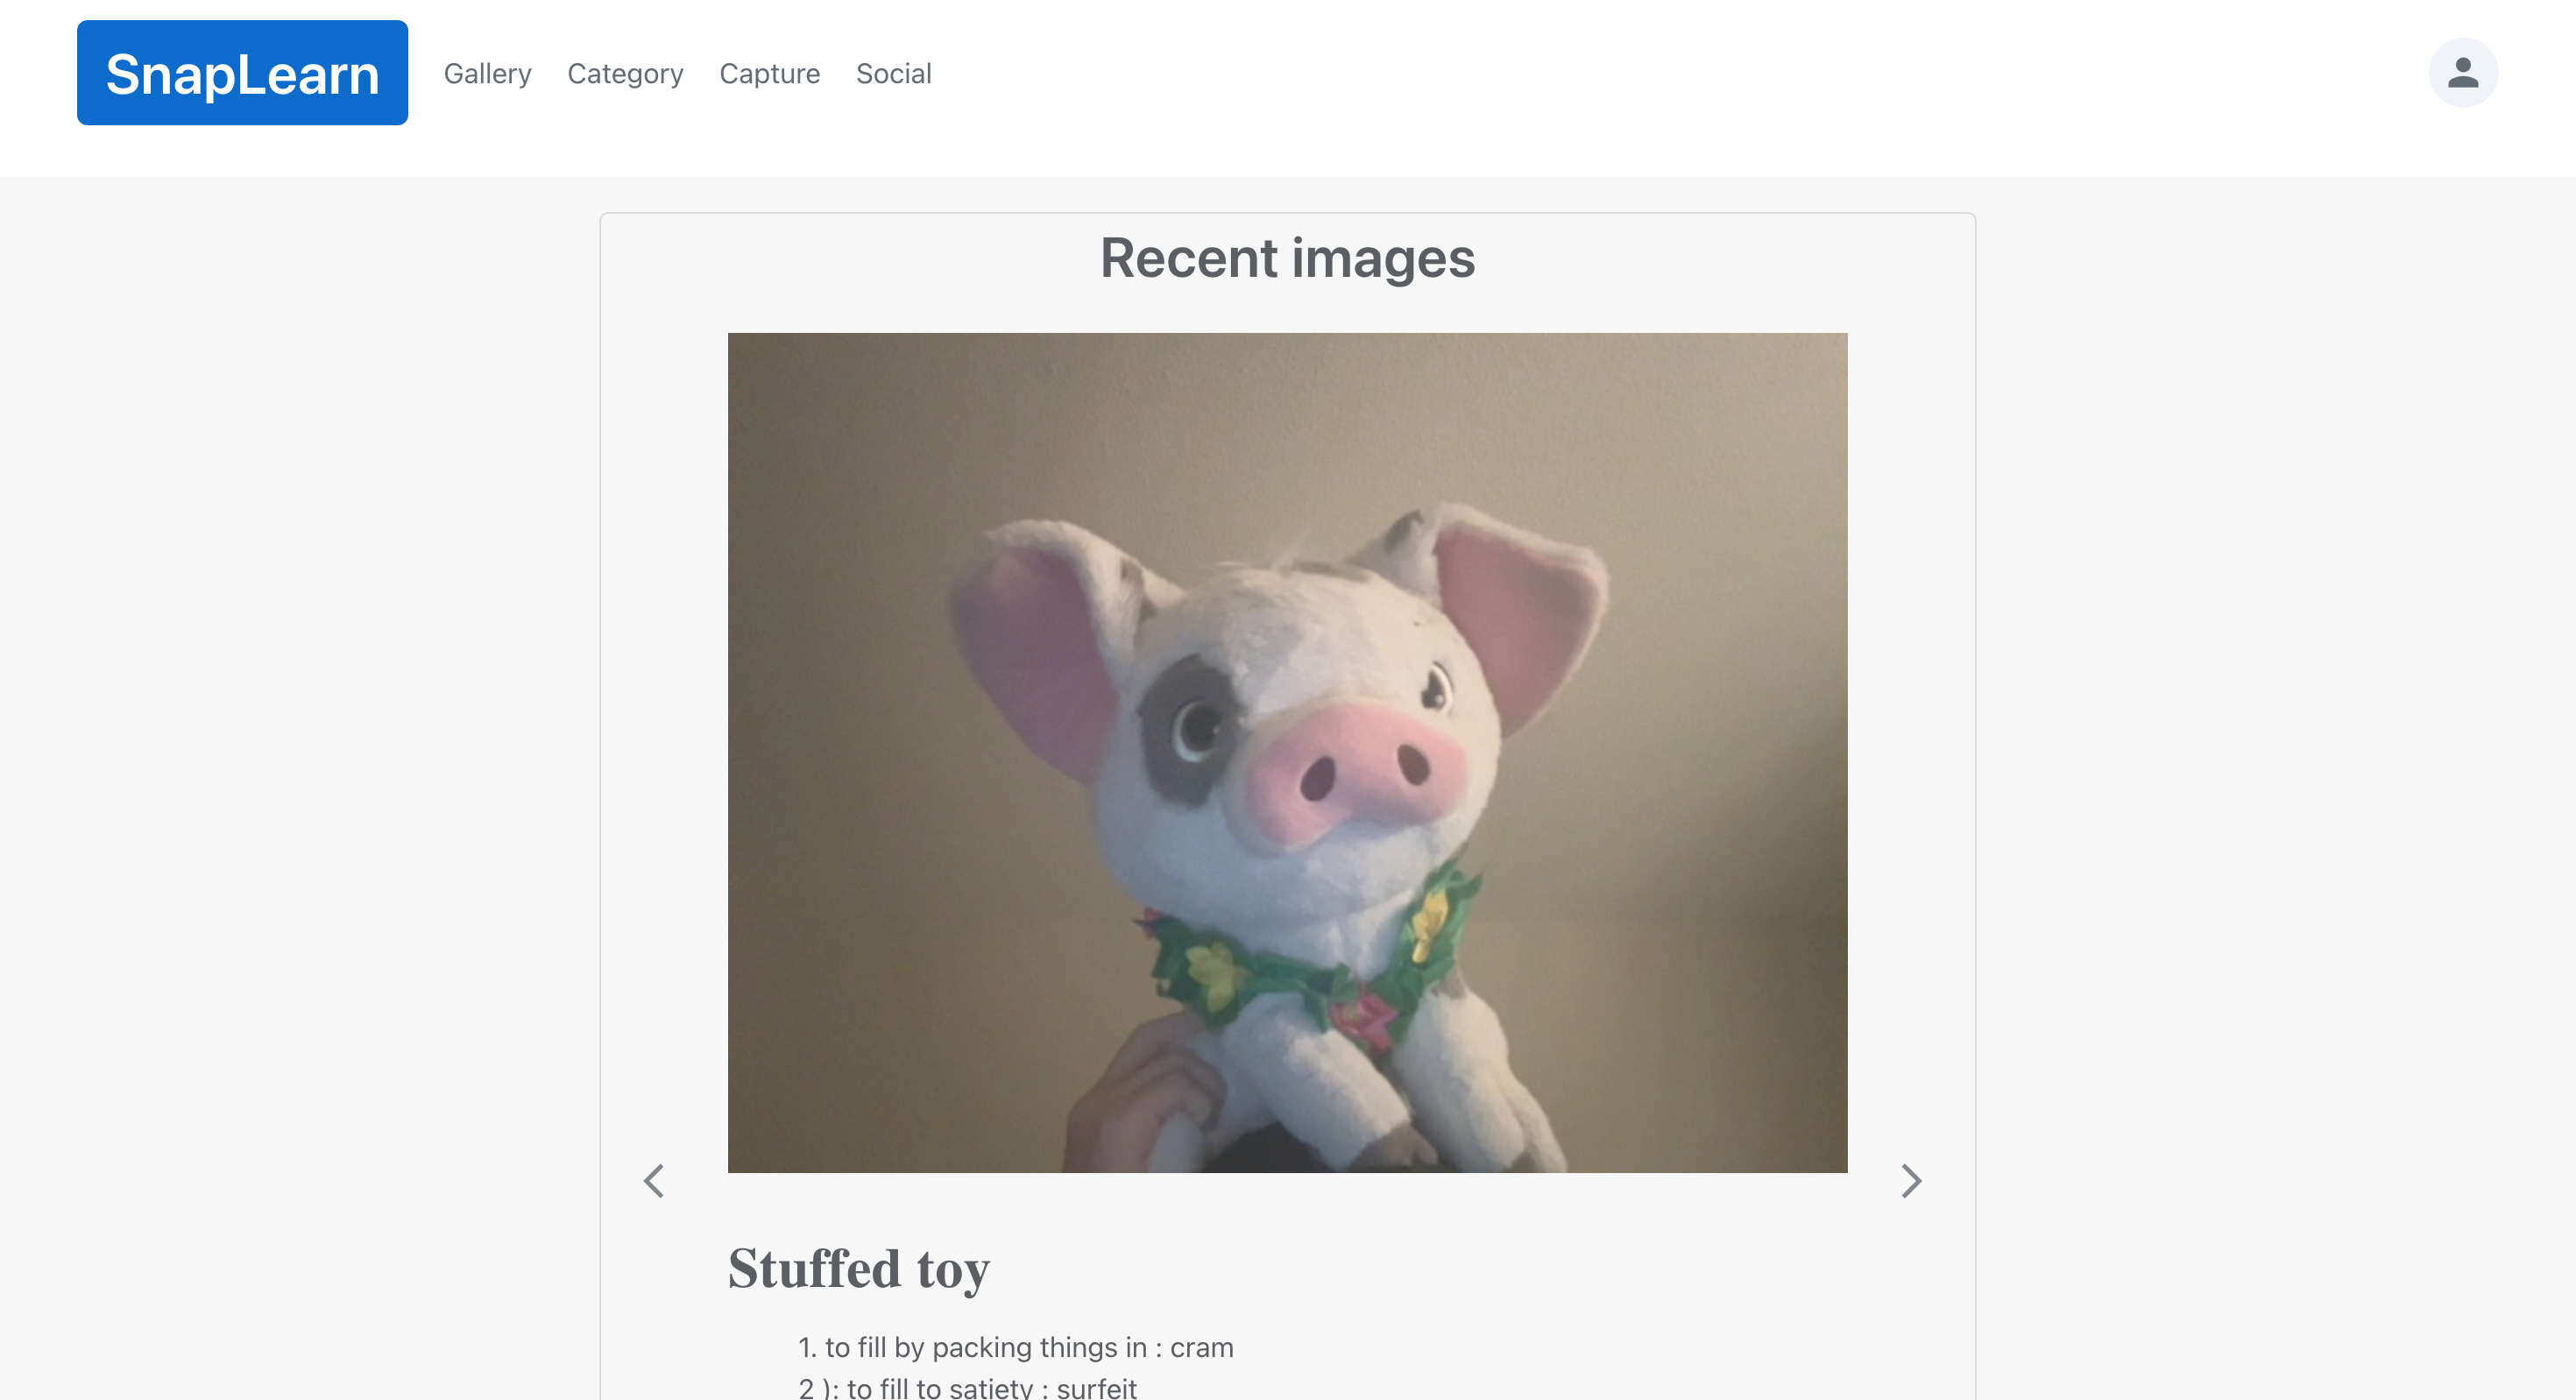 SnapLearn Gallery Category Capture Social
Recent images
Stuffed toy
1. to fill by packing things in : cram
2 ): to fill to satiety : surfeit